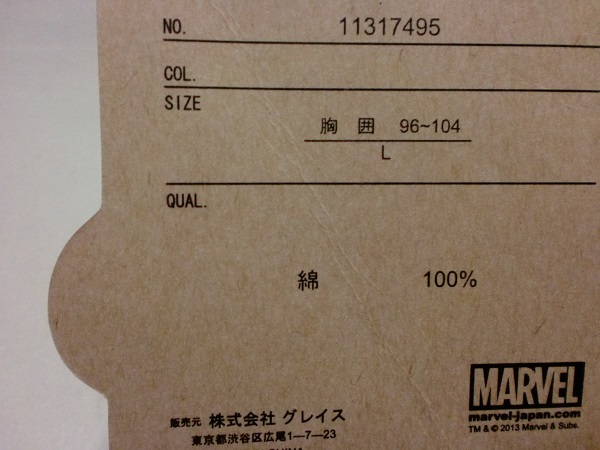 NO. 11317495
COL.
SIZE
胸 囲 96~104
L
QUAL.
綿 100%
MARVEL
marvel-japan.com
TM & © 2013 Marvel & Subs.
販売元 株式会社 グレイス
東京都渋谷区広尾1―7―23